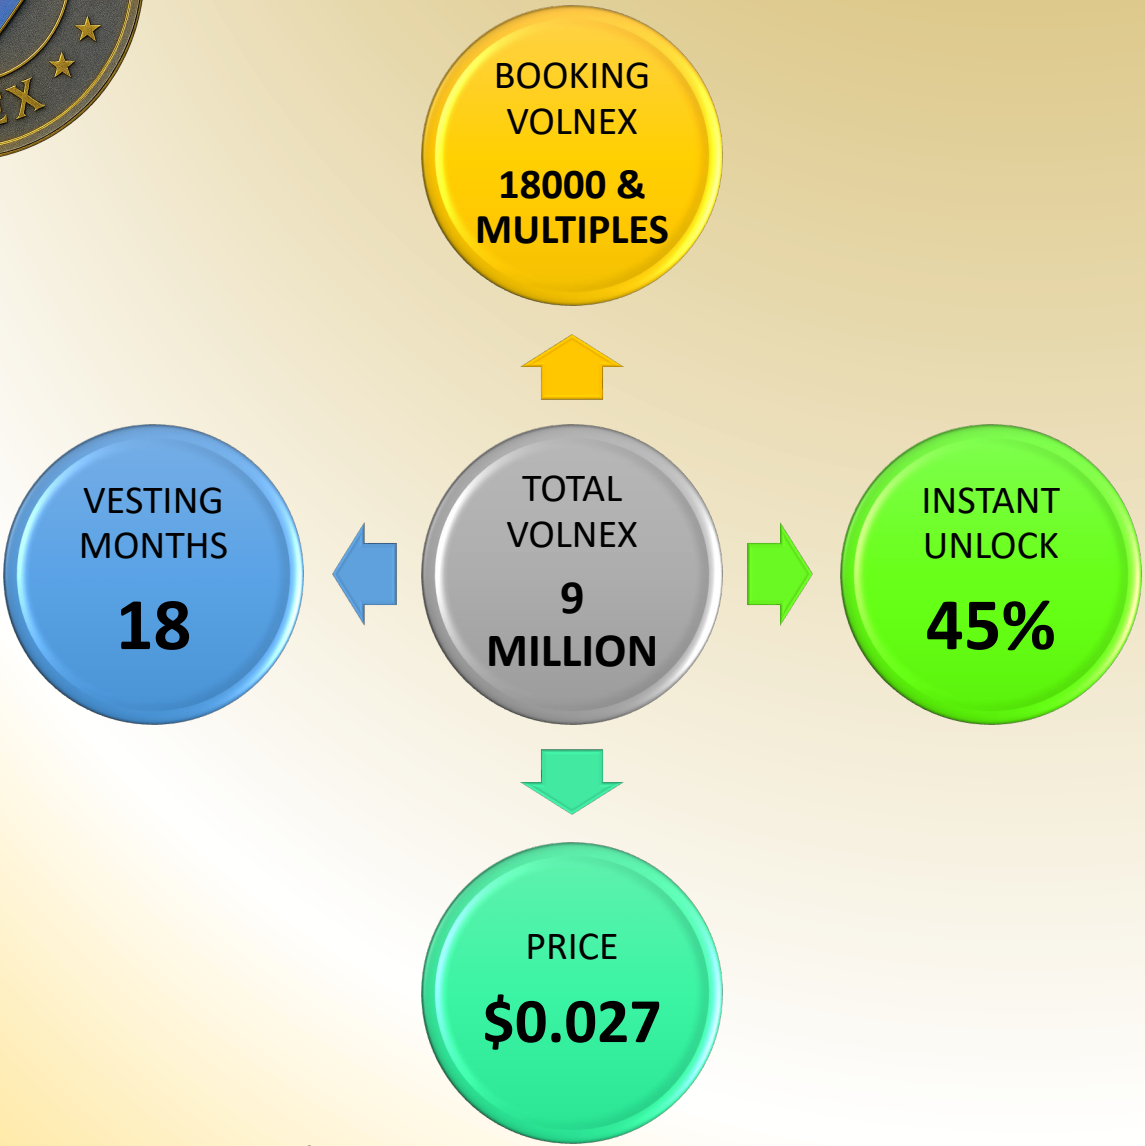 BOOKING
VOLNEX
18000 &
MULTIPLES
VESTING
MONTHS
18
TOTAL
VOLNEX
9
MILLION
INSTANT
UNLOCK
45%
PRICE
$0.027